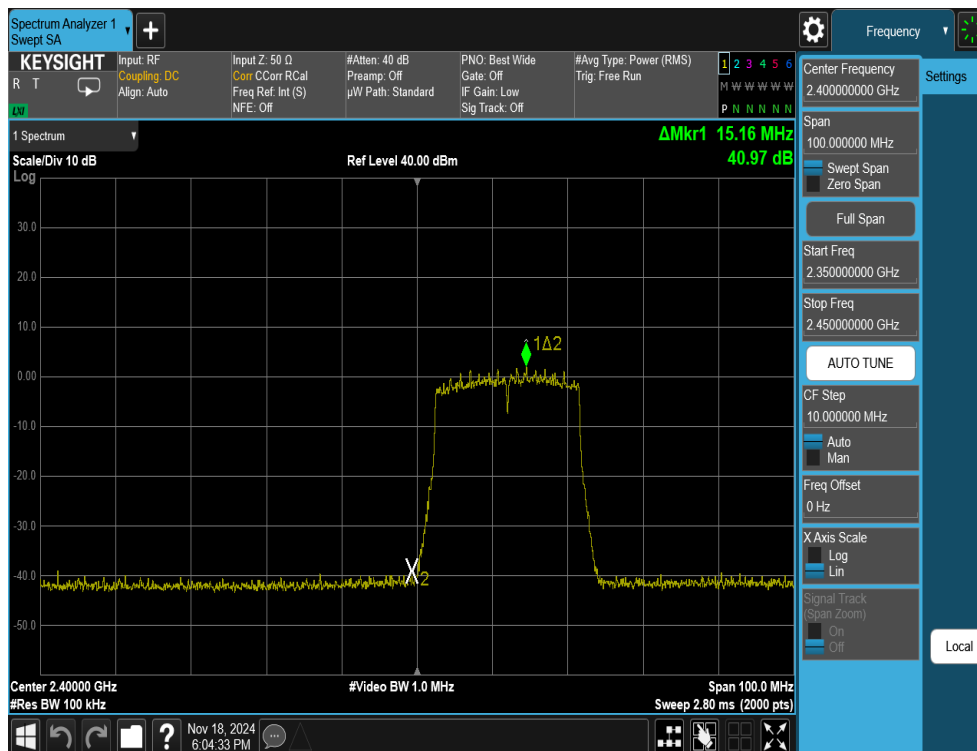 Spectrum Analyzer 1
Swept SA
+
Frequency
KEYSIGHT
R T
LXI
Input: RF
Coupling: DC
Align: Auto
Input Z: 50 Ω
Corr CCorr RCal
Freq Ref: Int (S)
NFE: Off
#Atten: 40 dB
Preamp: Off
µW Path: Standard
PNO: Best Wide
Gate: Off
IF Gain: Low
Sig Track: Off
#Avg Type: Power (RMS)
Trig: Free Run
1 2 3 4 5 6
M W W W W W
P N N N N N
1 Spectrum
Scale/Div 10 dB
Log
Ref Level 40.00 dBm
ΔMkr1 15.16 MHz
40.97 dB
30.0
20.0
10.0
0.00
-10.0
-20.0
-30.0
-40.0
-50.0
1Δ2
X2
Center 2.40000 GHz
#Res BW 100 kHz
#Video BW 1.0 MHz
Span 100.0 MHz
Sweep 2.80 ms (2000 pts)
Center Frequency
2.400000000 GHz
Span
100.000000 MHz
Swept Span
Zero Span
Full Span
Start Freq
2.350000000 GHz
Stop Freq
2.450000000 GHz
AUTO TUNE
CF Step
10.000000 MHz
Auto
Man
Freq Offset
0 Hz
X Axis Scale
Log
Lin
Signal Track
(Span Zoom)
On
Off
Settings
Local
?
Nov 18, 2024
6:04:33 PM